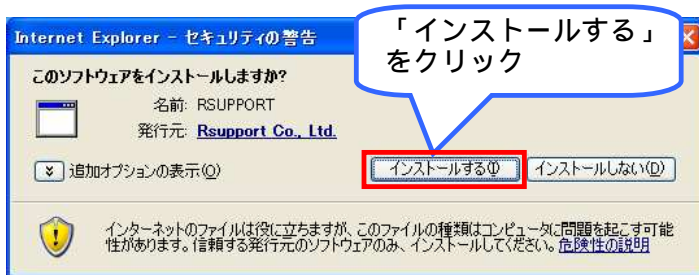 Internet Explorer - セキュリティの警告
「インストールする」
をクリック
このソフトウェアをインストールしますか?
名前: RSUPPORT
発行元: Rsupport Co., Ltd.
追加オプションの表示(O)
インストールする(I)
インストールしない(D)
インターネットのファイルは役に立ちますが、このファイルの種類はコンピュータに問題を起こす可能
性があります。信頼する発行元のソフトウェアのみ、インストールしてください。危険性の説明